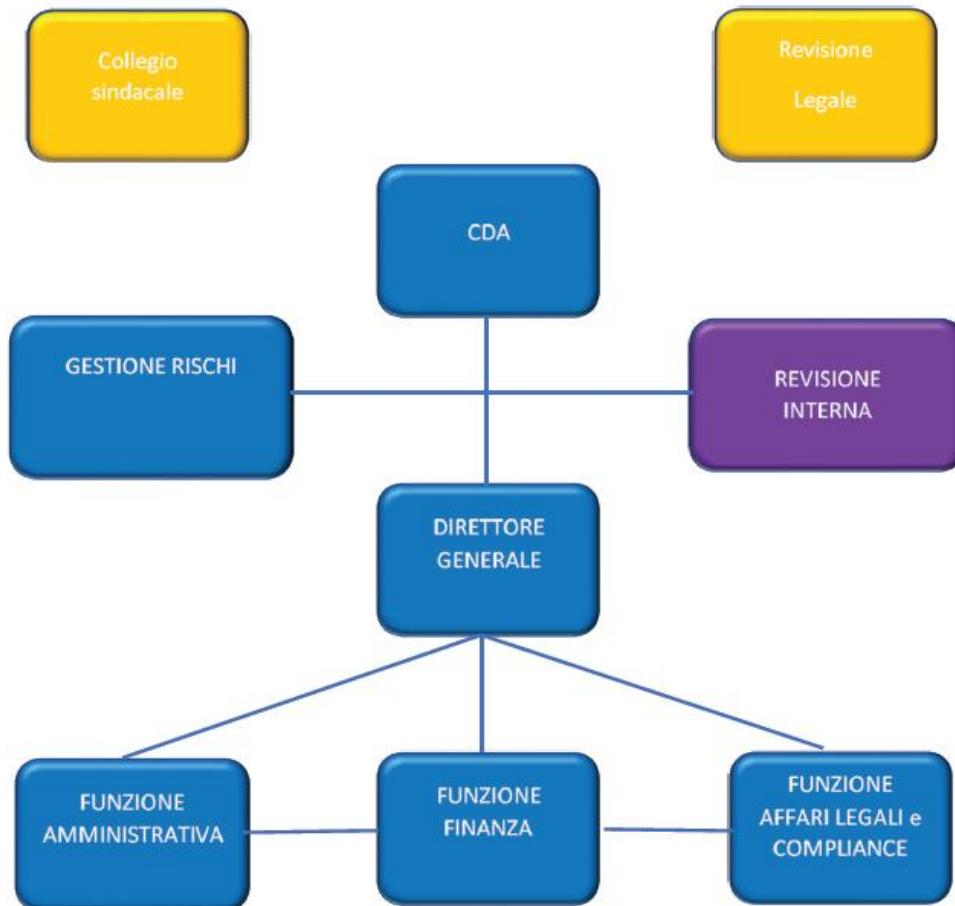 Collegio
sindacale
Revisione
Legale
CDA
GESTIONE RISCHI
REVISIONE
INTERNA
DIRETTORE
GENERALE
FUNZIONE
AMMINISTRATIVA
FUNZIONE
FINANZA
FUNZIONE
AFFARI LEGALI e
COMPLIANCE